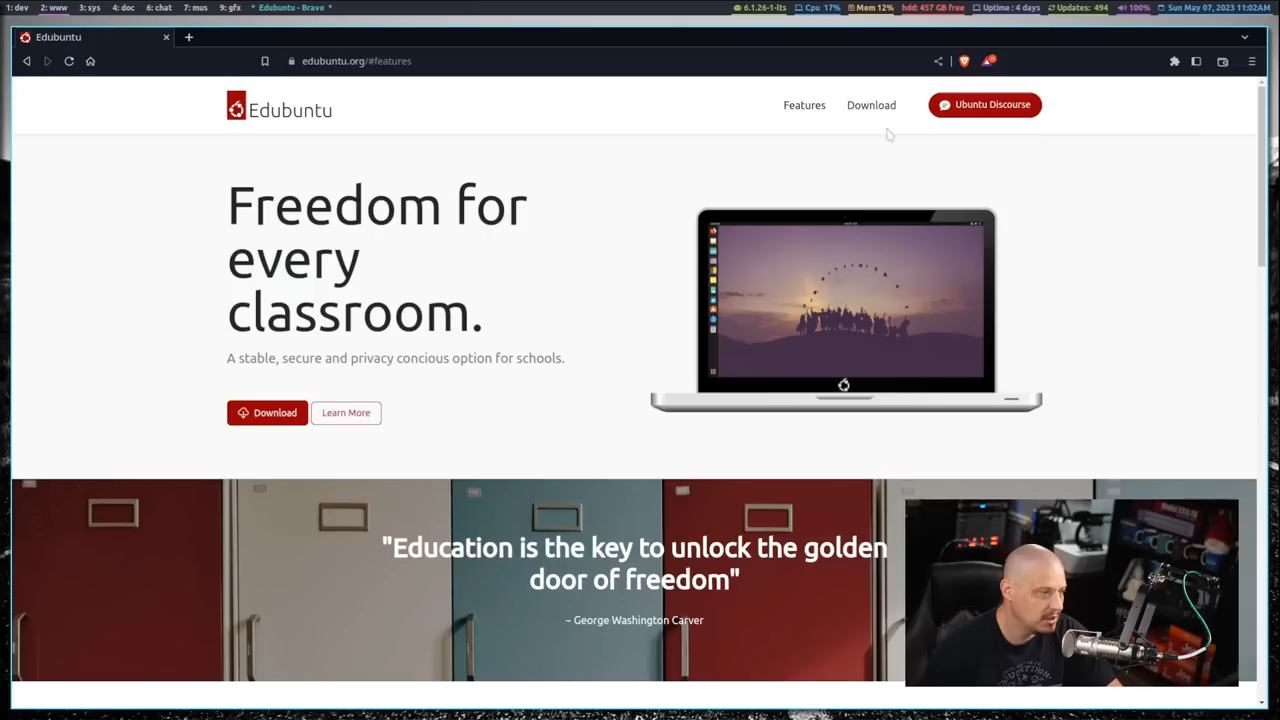 1: dev 2: www 3: sys 4: doc 6: chat 7: mus 9: gfx * Edubuntu - Brave * 6.1.26-1-lts Cpu 17% Mem 12% hdd: 457 GB free Uptime : 4 days Updates: 494 100% Sun May 07, 2023 11:02AM
Edubuntu
edubuntu.org/#features
Edubuntu Features Download Ubuntu Discourse
Freedom for
every
classroom.
A stable, secure and privacy concious option for schools.
Download Learn More
"Education is the key to unlock the golden
door of freedom"
~ George Washington Carver